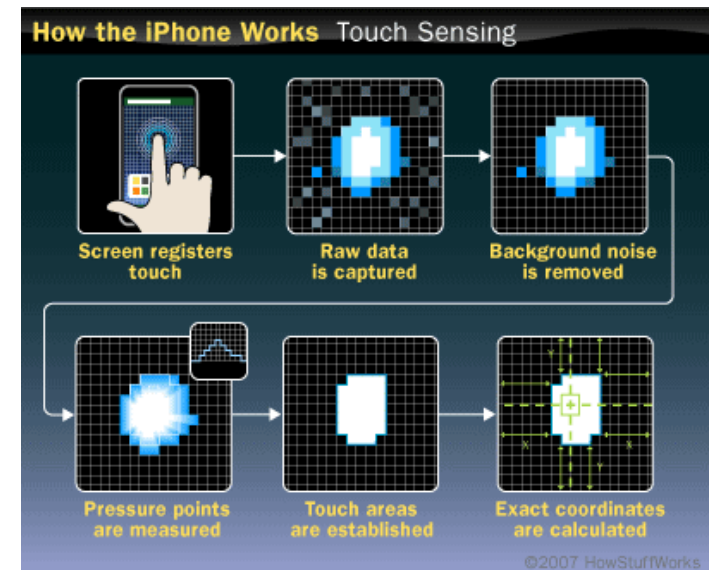 How the iPhone Works Touch Sensing
Screen registers
touch
Raw data
is captured
Background noise
is removed
Pressure points
are measured
Touch areas
are established
Exact coordinates
are calculated
Y
X
X
Y
©2007 HowStuffWorks